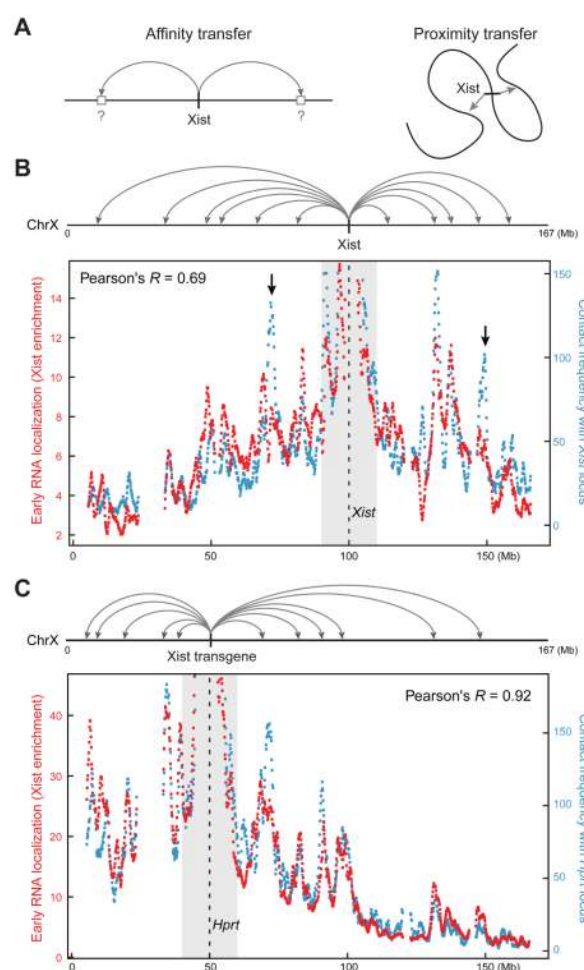 A
Affinity transfer
Proximity transfer
Xist
?
?
Xist
B
ChrX
0
Xist
167 (Mb)
Pearson's R = 0.69
Early RNA localization (Xist enrichment)
14
12
10
8
6
4
2
150
100
50
0
Contact frequency with Xist locus
Xist
50
100
150 (Mb)
C
ChrX
0
Xist transgene
167 (Mb)
Pearson's R = 0.92
Early RNA localization (Xist enrichment)
40
30
20
10
0
150
100
50
0
Contact frequency with Hprt locus
Hprt
0
50
100
150 (Mb)